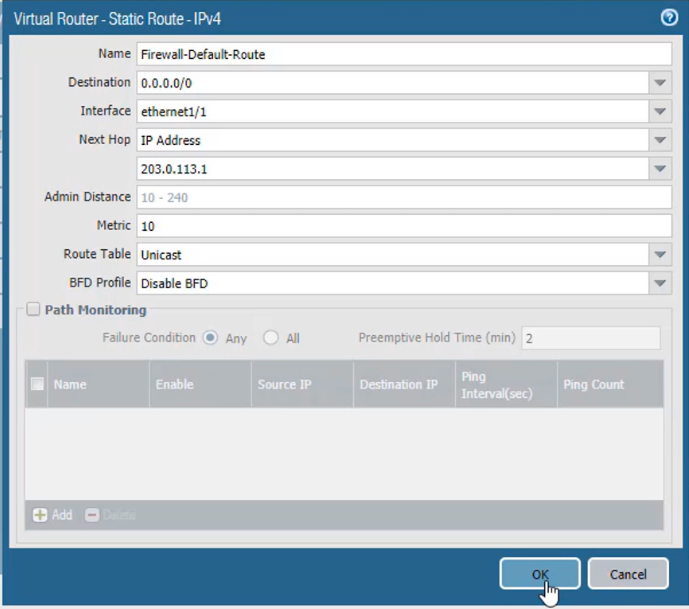 Virtual Router - Static Route - IPv4
Name Firewall-Default-Route
Destination 0.0.0.0/0
Interface ethernet1/1
Next Hop IP Address
203.0.113.1
Admin Distance 10 - 240
Metric 10
Route Table Unicast
BFD Profile Disable BFD
Path Monitoring
Failure Condition Any All Preemptive Hold Time (min) 2
Name Enable Source IP Destination IP Ping Interval(sec) Ping Count
Add Delete
OK Cancel